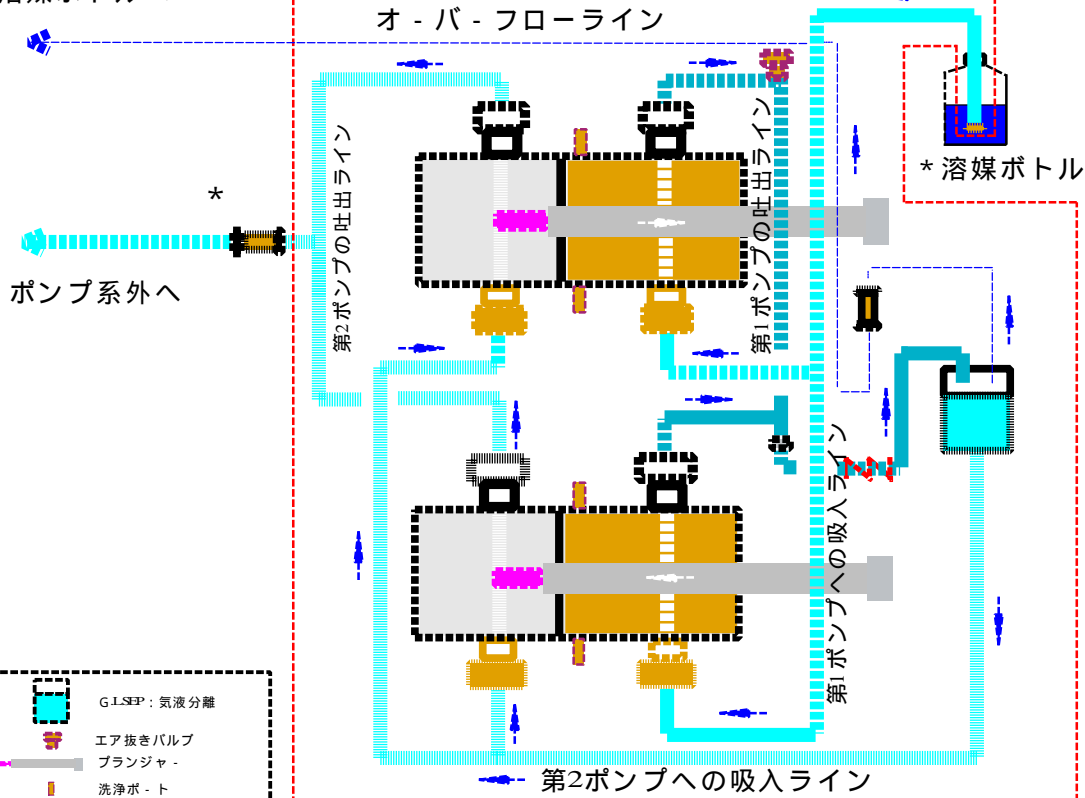 オ - バ - フローライン
第2ポンプの吐出ライン
第1ポンプの吐出ライン
* 溶媒ボトル
*
ポンプ系外へ
第1ポンプへの吸入ライン
第2ポンプへの吸入ライン
G.LSEP : 気液分離
エア抜きバルブ
プランジャ -
洗浄ポ - ト